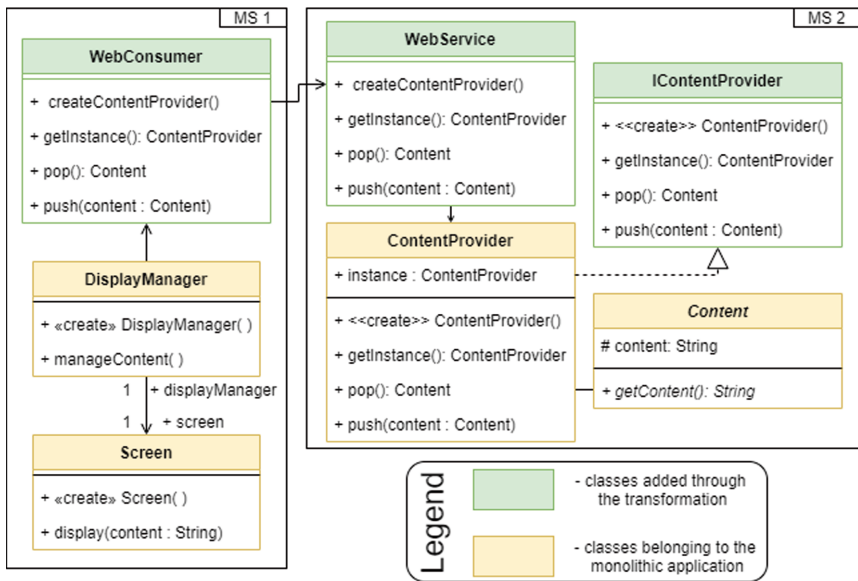 MS 1
WebConsumer
+ createContentProvider()
+ getInstance(): ContentProvider
+ pop(): Content
+ push(content : Content)
DisplayManager
+ «create» DisplayManager( )
+ manageContent( )
1 + displayManager
1 + screen
Screen
+ «create» Screen( )
+ display(content : String)
MS 2
WebService
+ createContentProvider()
+ getInstance(): ContentProvider
+ pop(): Content
+ push(content : Content)
IContentProvider
+ <<create>> ContentProvider()
+ getInstance(): ContentProvider
+ pop(): Content
+ push(content : Content)
ContentProvider
+ instance : ContentProvider
+ <<create>> ContentProvider()
+ getInstance(): ContentProvider
+ pop(): Content
+ push(content : Content)
Content
# content: String
+ getContent(): String
Legend
- classes added through
the transformation
- classes belonging to the
monolithic application